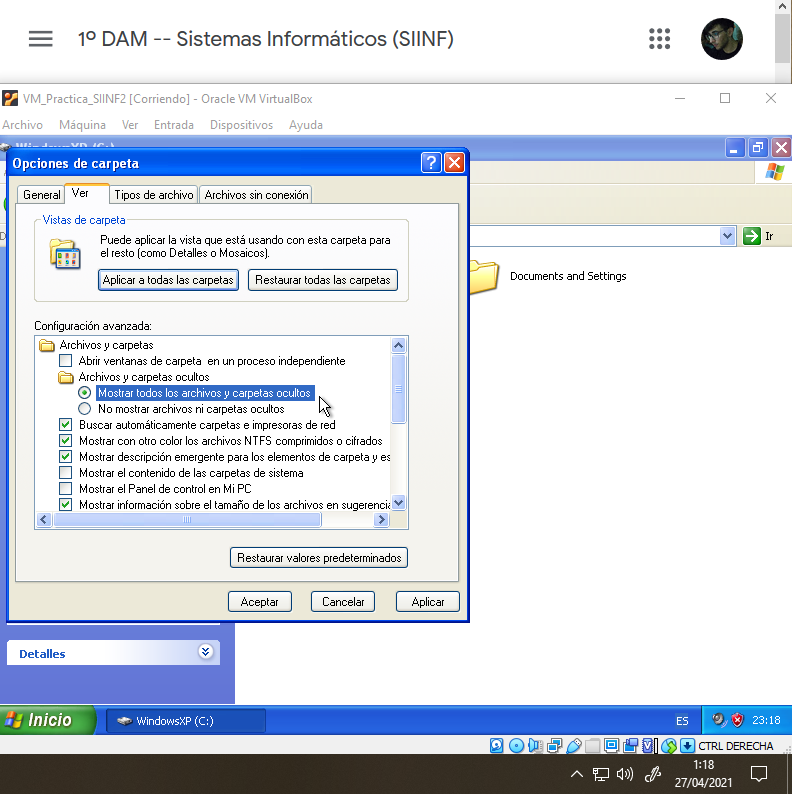 1º DAM -- Sistemas Informáticos (SIINF)
VM_Practica_SIINF2 [Corriendo] - Oracle VM VirtualBox
Archivo Máquina Ver Entrada Dispositivos Ayuda
WindowsXP (C:)
Opciones de carpeta
General Ver Tipos de archivo Archivos sin conexión
Ir
Vistas de carpeta
Puede aplicar la vista que está usando con esta carpeta para
el resto (como Detalles o Mosaicos).
Aplicar a todas las carpetas Restaurar todas las carpetas
Documents and Settings
Configuración avanzada:
Archivos y carpetas
Abrir ventanas de carpeta en un proceso independiente
Archivos y carpetas ocultos
Mostrar todos los archivos y carpetas ocultos
No mostrar archivos ni carpetas ocultos
Buscar automáticamente carpetas e impresoras de red
Mostrar con otro color los archivos NTFS comprimidos o cifrados
Mostrar descripción emergente para los elementos de carpeta y es
Mostrar el contenido de las carpetas de sistema
Mostrar el Panel de control en Mi PC
Mostrar información sobre el tamaño de los archivos en sugerencia
Restaurar valores predeterminados
Aceptar Cancelar Aplicar
Detalles
Inicio WindowsXP (C:) ES 23:18
CTRL DERECHA
1:18
27/04/2021